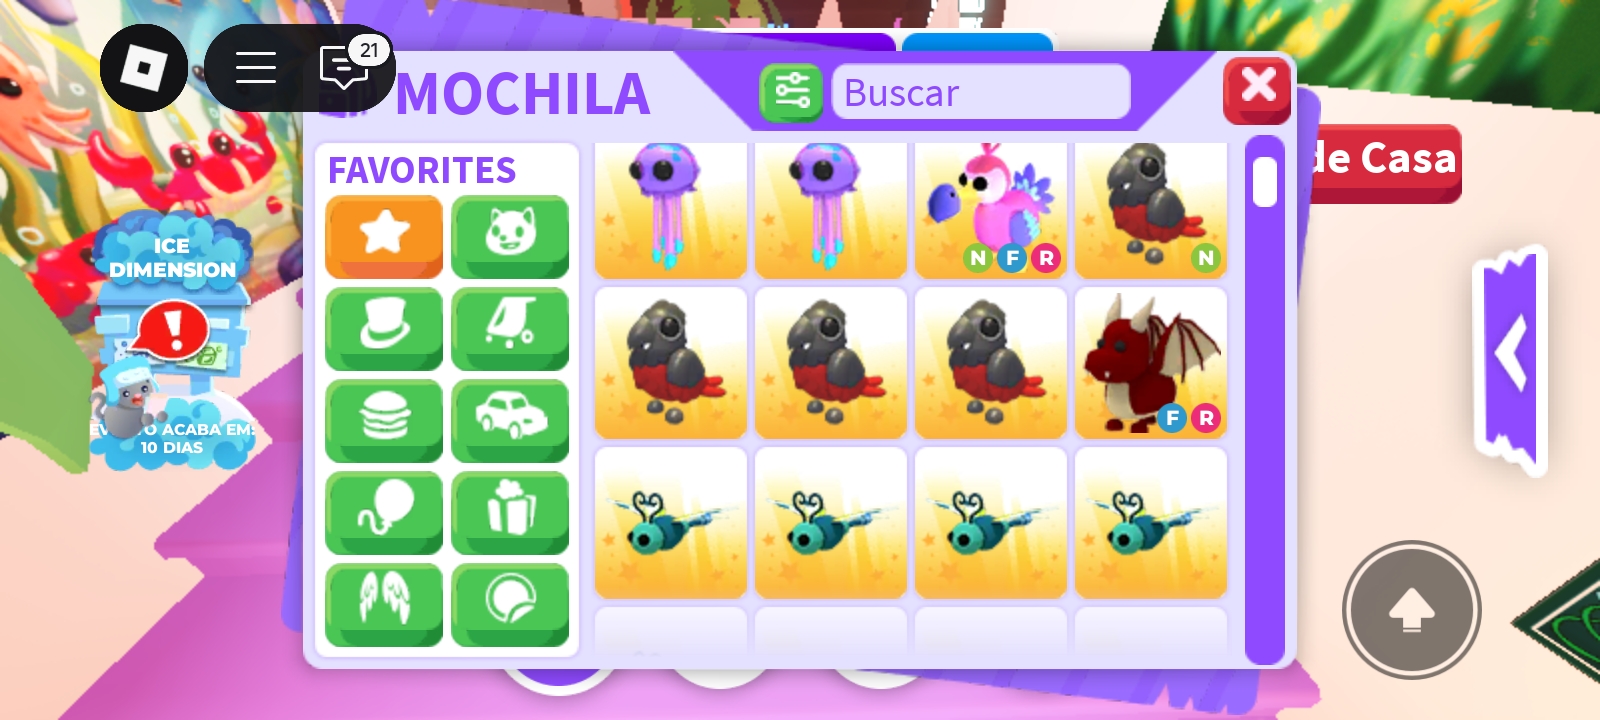 21
MOCHILA
Buscar
de Casa
FAVORITES
N F R
N
ICE
DIMENSION
!
ACABA EM:
10 DIAS
F R